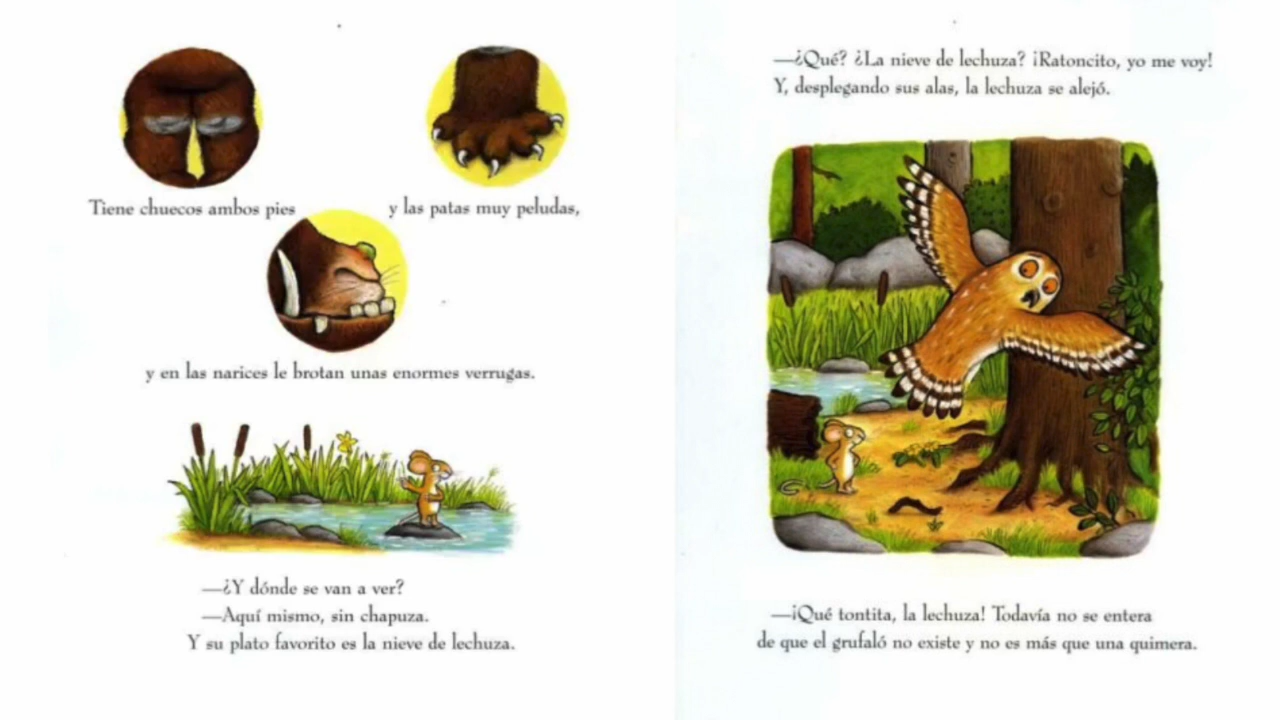 Tiene chuecos ambos pies
y las patas muy peludas,
y en las narices le brotan unas enormes verrugas.
—¿Y dónde se van a ver?
—Aquí mismo, sin chapuza.
Y su plato favorito es la nieve de lechuza.
—¿Qué? ¿La nieve de lechuza? ¡Ratoncito, yo me voy!
Y, desplegando sus alas, la lechuza se alejó.
—¡Qué tontita, la lechuza! Todavía no se entera
de que el grufaló no existe y no es más que una quimera.